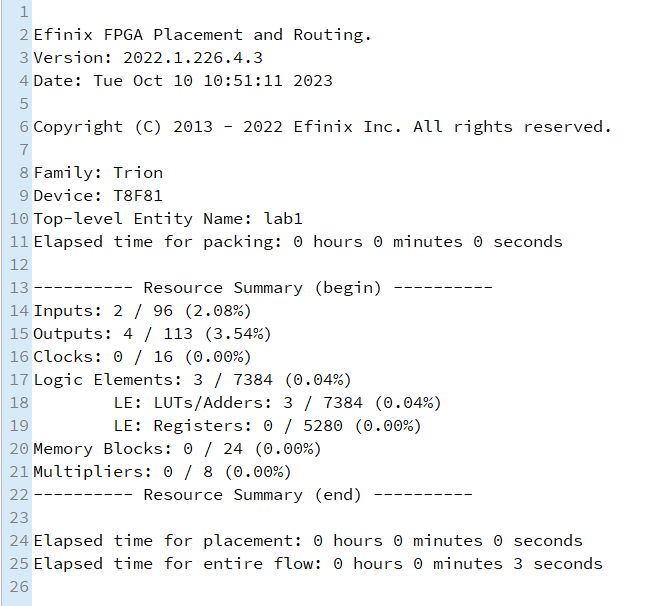 1
2 Efinix FPGA Placement and Routing.
3 Version: 2022.1.226.4.3
4 Date: Tue Oct 10 10:51:11 2023
5
6 Copyright (C) 2013 - 2022 Efinix Inc. All rights reserved.
7
8 Family: Trion
9 Device: T8F81
10 Top-level Entity Name: lab1
11 Elapsed time for packing: 0 hours 0 minutes 0 seconds
12
13 ---------- Resource Summary (begin) ----------
14 Inputs: 2 / 96 (2.08%)
15 Outputs: 4 / 113 (3.54%)
16 Clocks: 0 / 16 (0.00%)
17 Logic Elements: 3 / 7384 (0.04%)
18         LE: LUTs/Adders: 3 / 7384 (0.04%)
19         LE: Registers: 0 / 5280 (0.00%)
20 Memory Blocks: 0 / 24 (0.00%)
21 Multipliers: 0 / 8 (0.00%)
22 ---------- Resource Summary (end) ----------
23
24 Elapsed time for placement: 0 hours 0 minutes 0 seconds
25 Elapsed time for entire flow: 0 hours 0 minutes 3 seconds
26